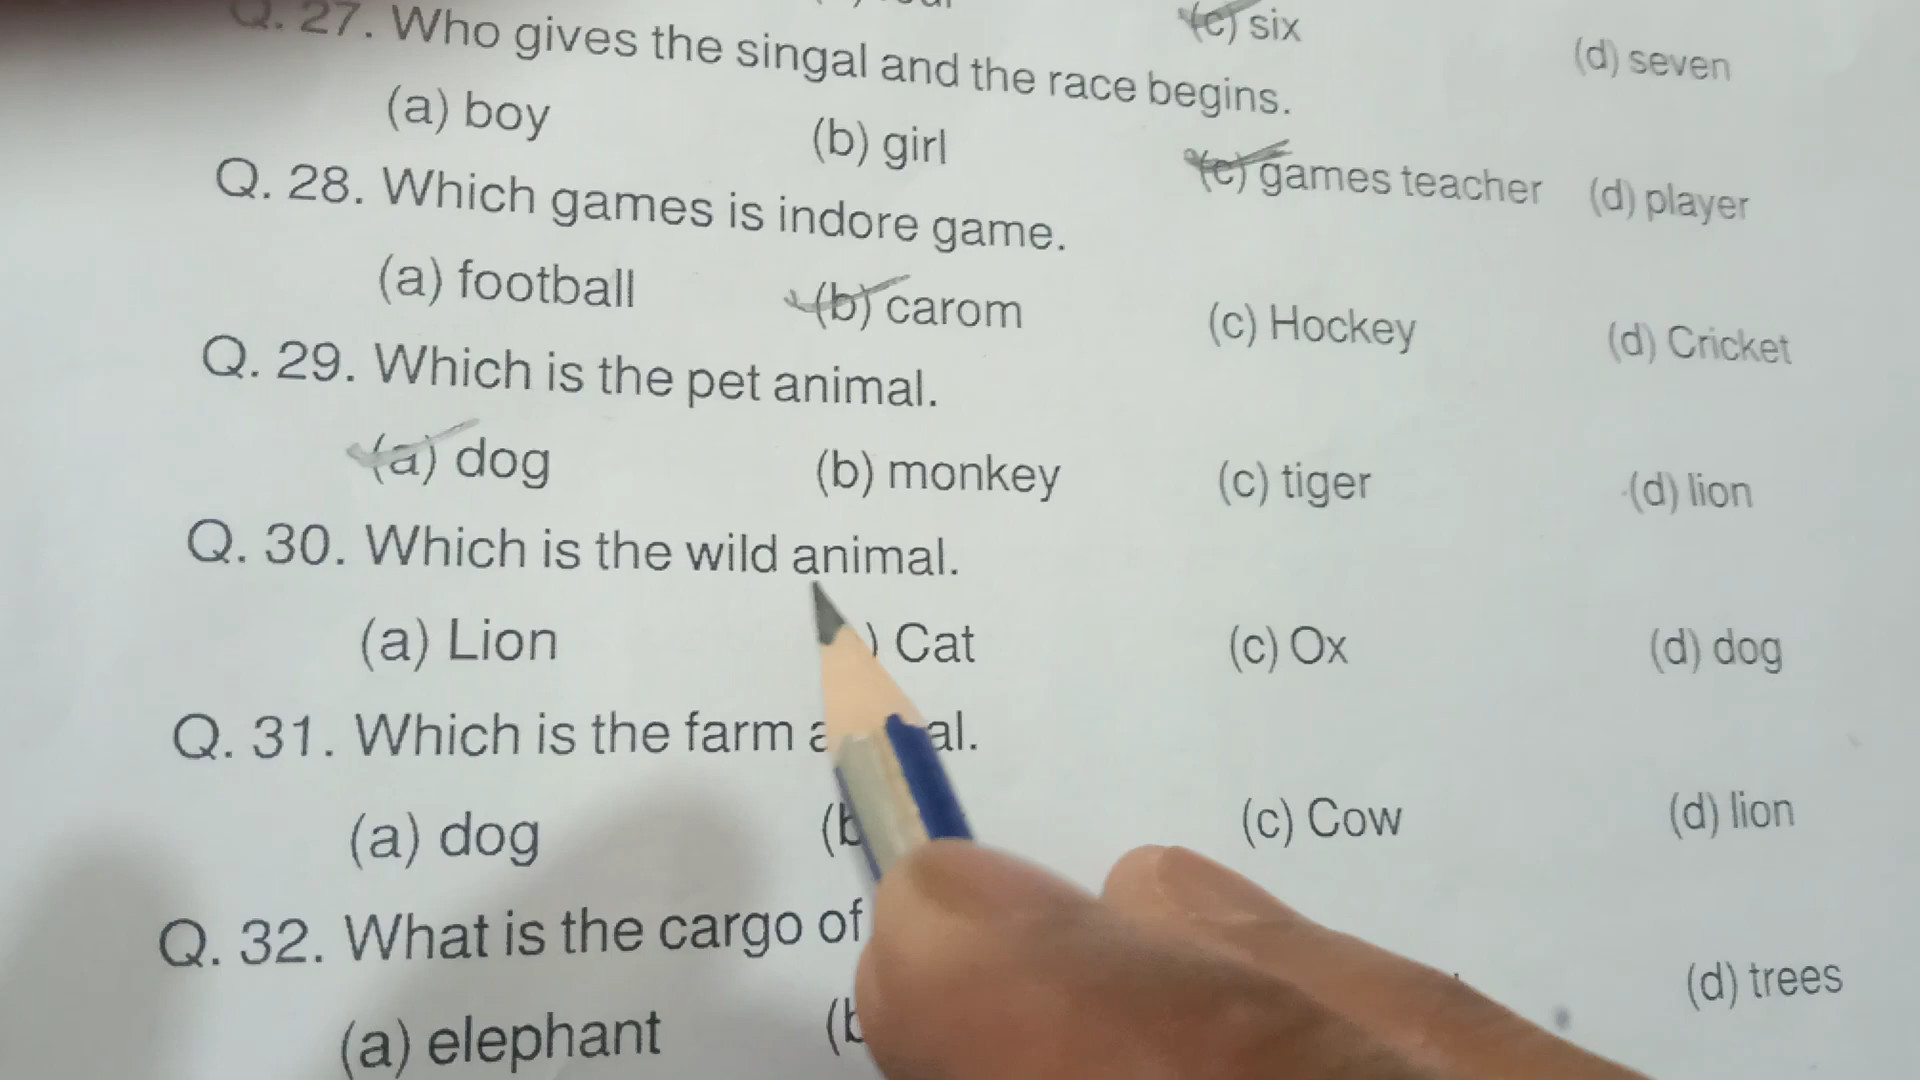 (c) six (d) seven
Q. 27. Who gives the singal and the race begins.
(a) boy (b) girl (c) games teacher (d) player
Q. 28. Which games is indore game.
(a) football (b) carom (c) Hockey (d) Cricket
Q. 29. Which is the pet animal.
(a) dog (b) monkey (c) tiger (d) lion
Q. 30. Which is the wild animal.
(a) Lion ) Cat (c) Ox (d) dog
Q. 31. Which is the farm
(a) dog (b (c) Cow (d) lion
Q. 32. What is the cargo of
(a) elephant (b (d) trees